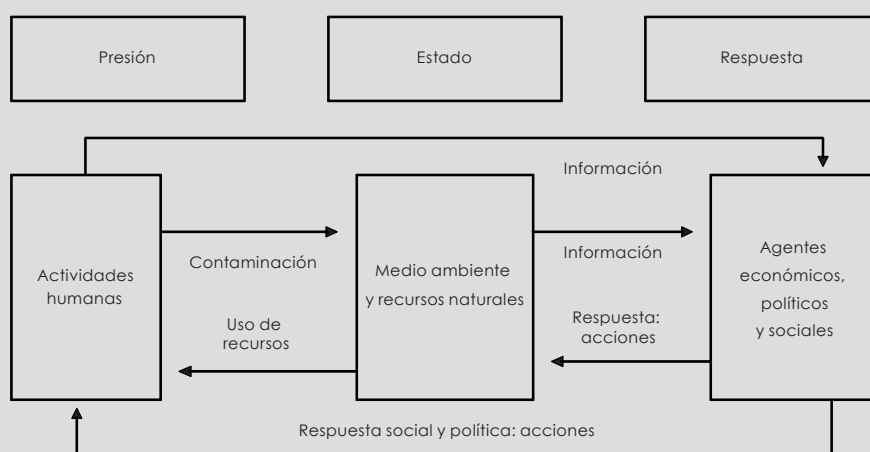 Presión
Estado
Respuesta
Información
Actividades
humanas
Contaminación
Uso de
recursos
Medio ambiente
y recursos naturales
Información
Respuesta:
acciones
Agentes
económicos,
políticos
y sociales
Respuesta social y política: acciones